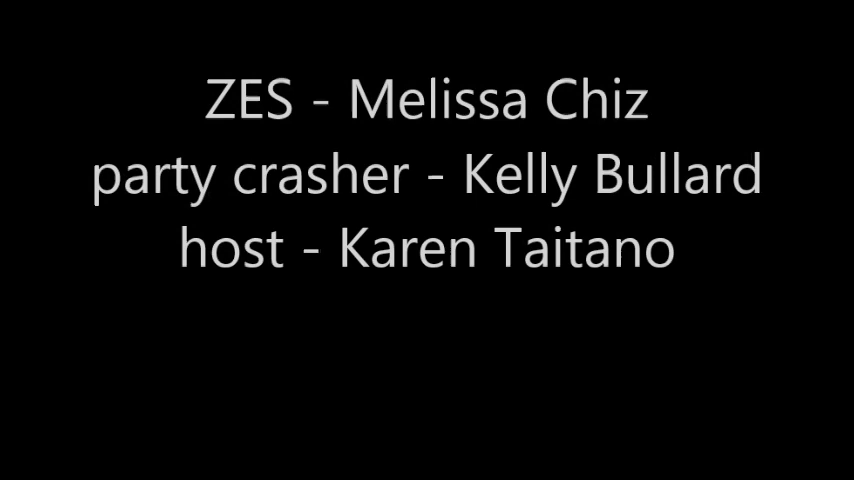 ZES - Melissa Chiz
party crasher - Kelly Bullard
host - Karen Taitano